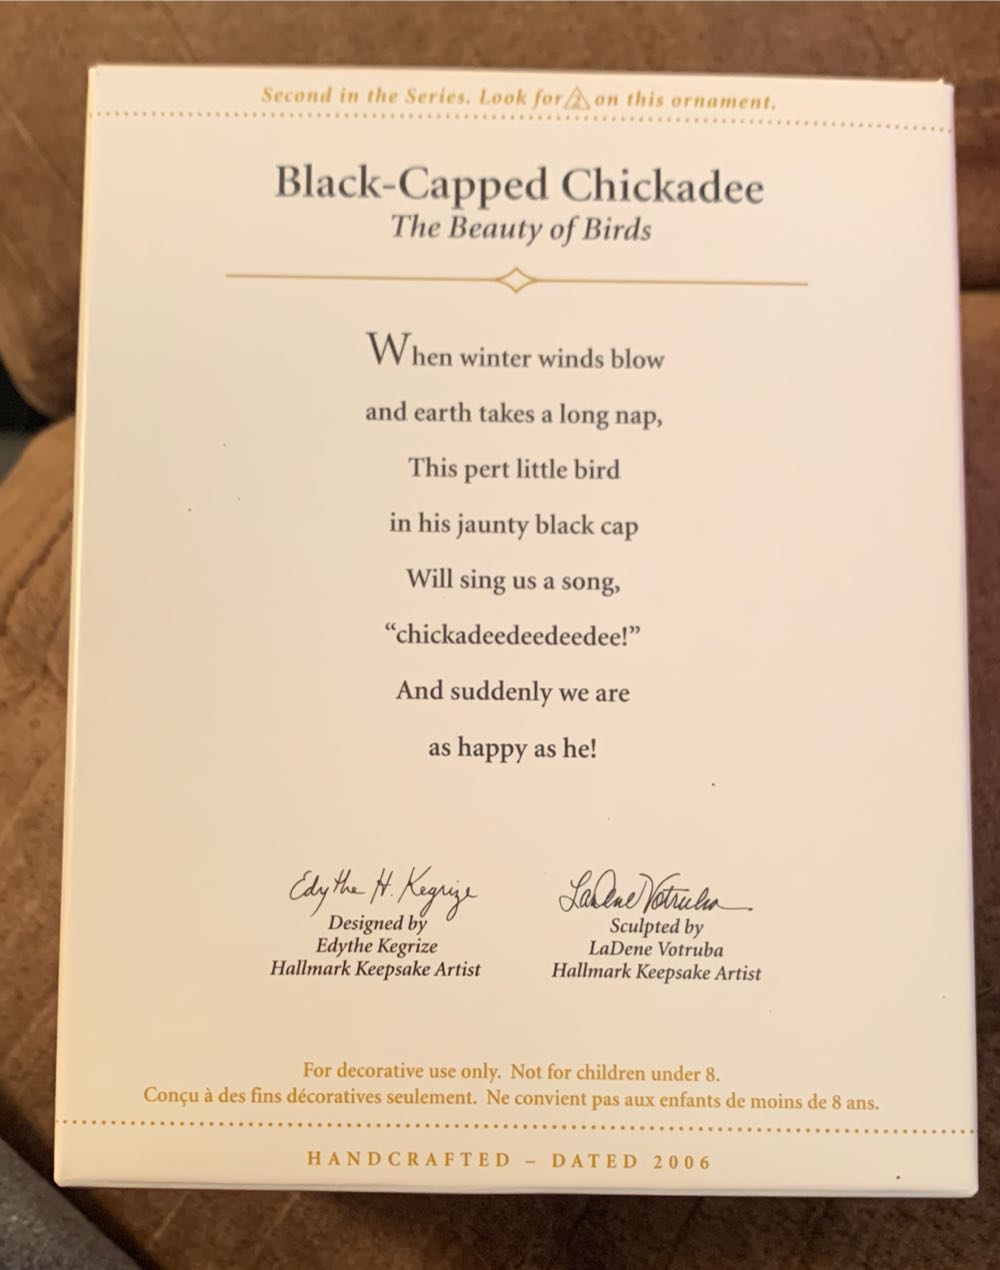 Second in the Series. Look for 2 on this ornament.
Black-Capped Chickadee
The Beauty of Birds
When winter winds blow
and earth takes a long nap,
This pert little bird
in his jaunty black cap
Will sing us a song,
“chickadeedeedeedee!”
And suddenly we are
as happy as he!
Edythe H. Kegrize
Designed by
Edythe Kegrize
Hallmark Keepsake Artist
LaDene Votruba
Sculpted by
LaDene Votruba
Hallmark Keepsake Artist
For decorative use only. Not for children under 8.
Conçu à des fins décoratives seulement. Ne convient pas aux enfants de moins de 8 ans.
HANDCRAFTED – DATED 2006